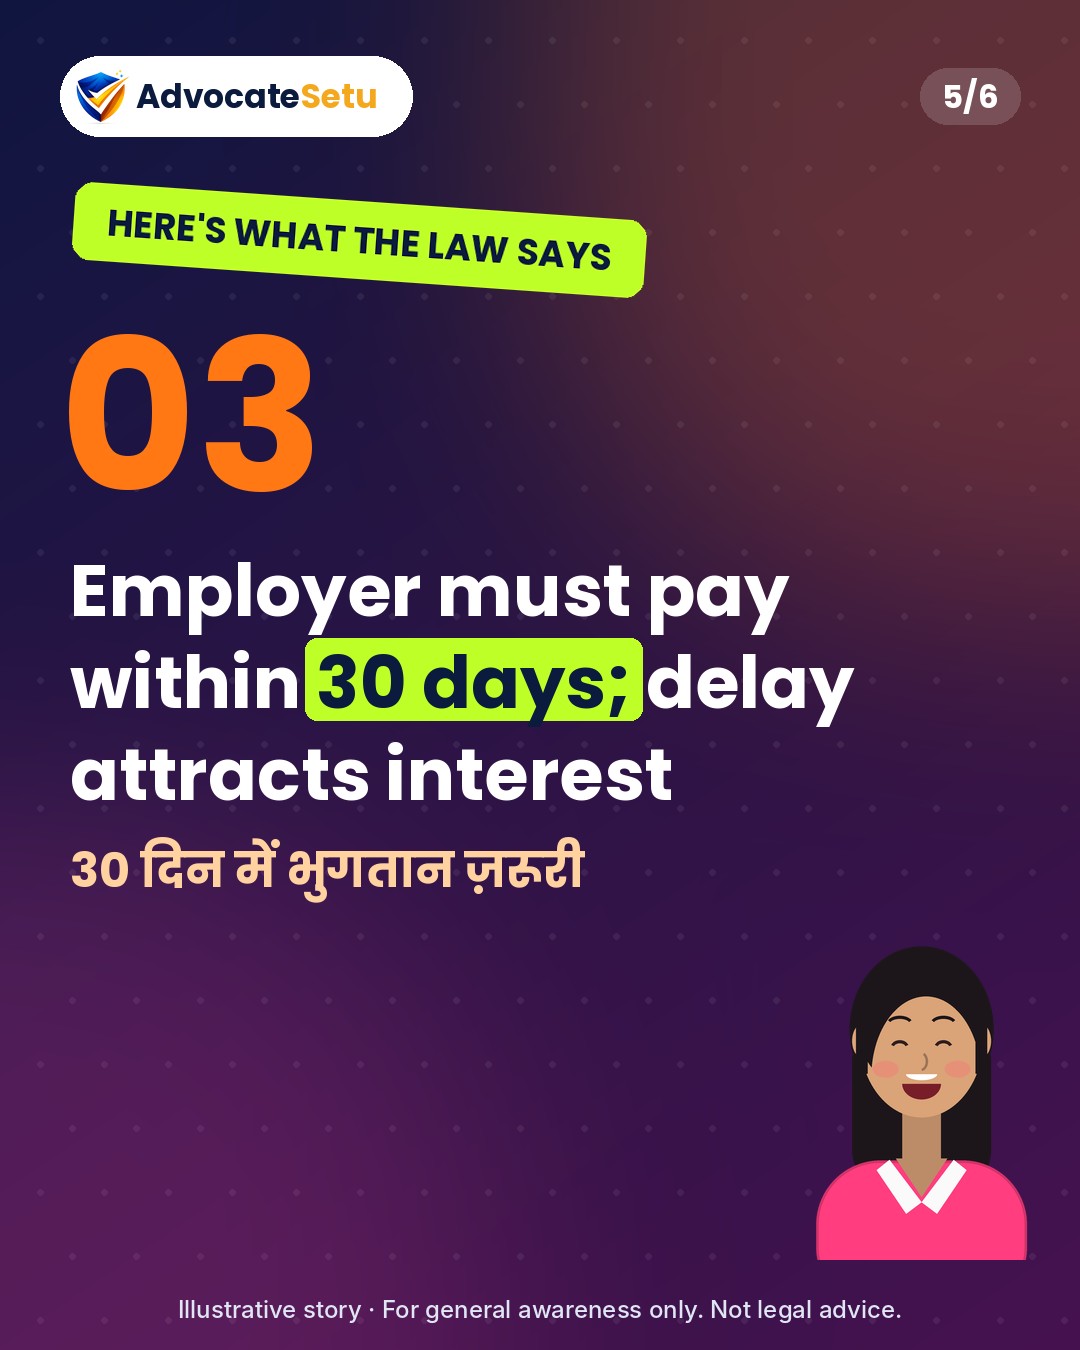 AdvocateSetu
5/6
HERE'S WHAT THE LAW SAYS
03
Employer must pay
within 30 days; delay
attracts interest
30 दिन में भुगतान ज़रूरी
Illustrative story · For general awareness only. Not legal advice.